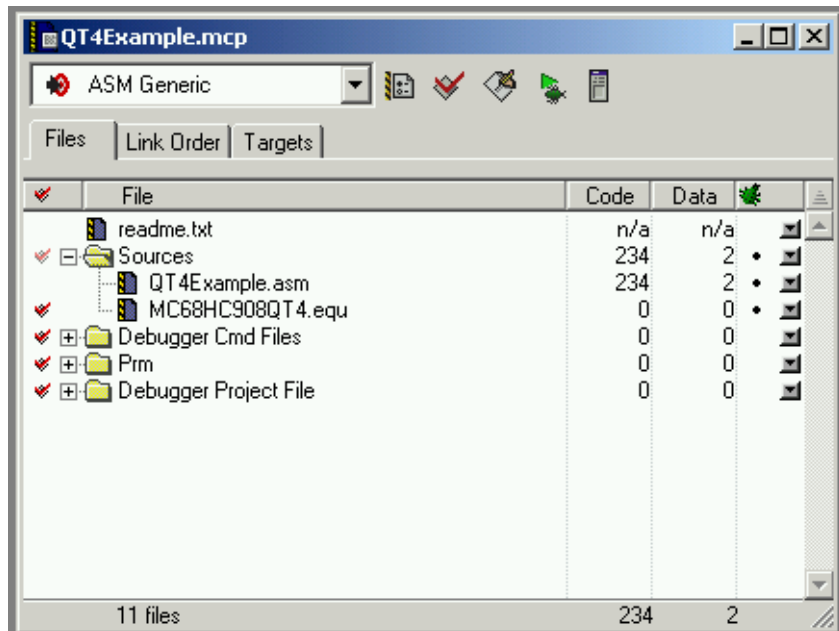 QT4Example.mcp
ASM Generic
Files Link Order Targets
File Code Data
readme.txt n/a n/a
Sources 234 2
QT4Example.asm 234 2
MC68HC908QT4.equ 0 0
Debugger Cmd Files 0 0
Prm 0 0
Debugger Project File 0 0
11 files 234 2